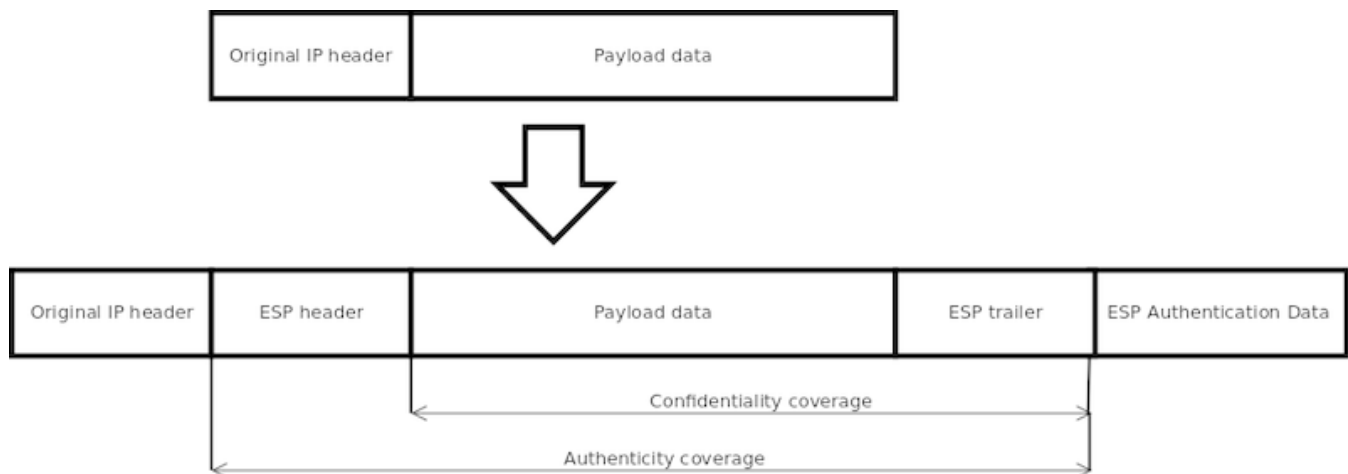 Original IP header
Payload data
Original IP header
ESP header
Payload data
ESP trailer
ESP Authentication Data
Confidentiality coverage
Authenticity coverage